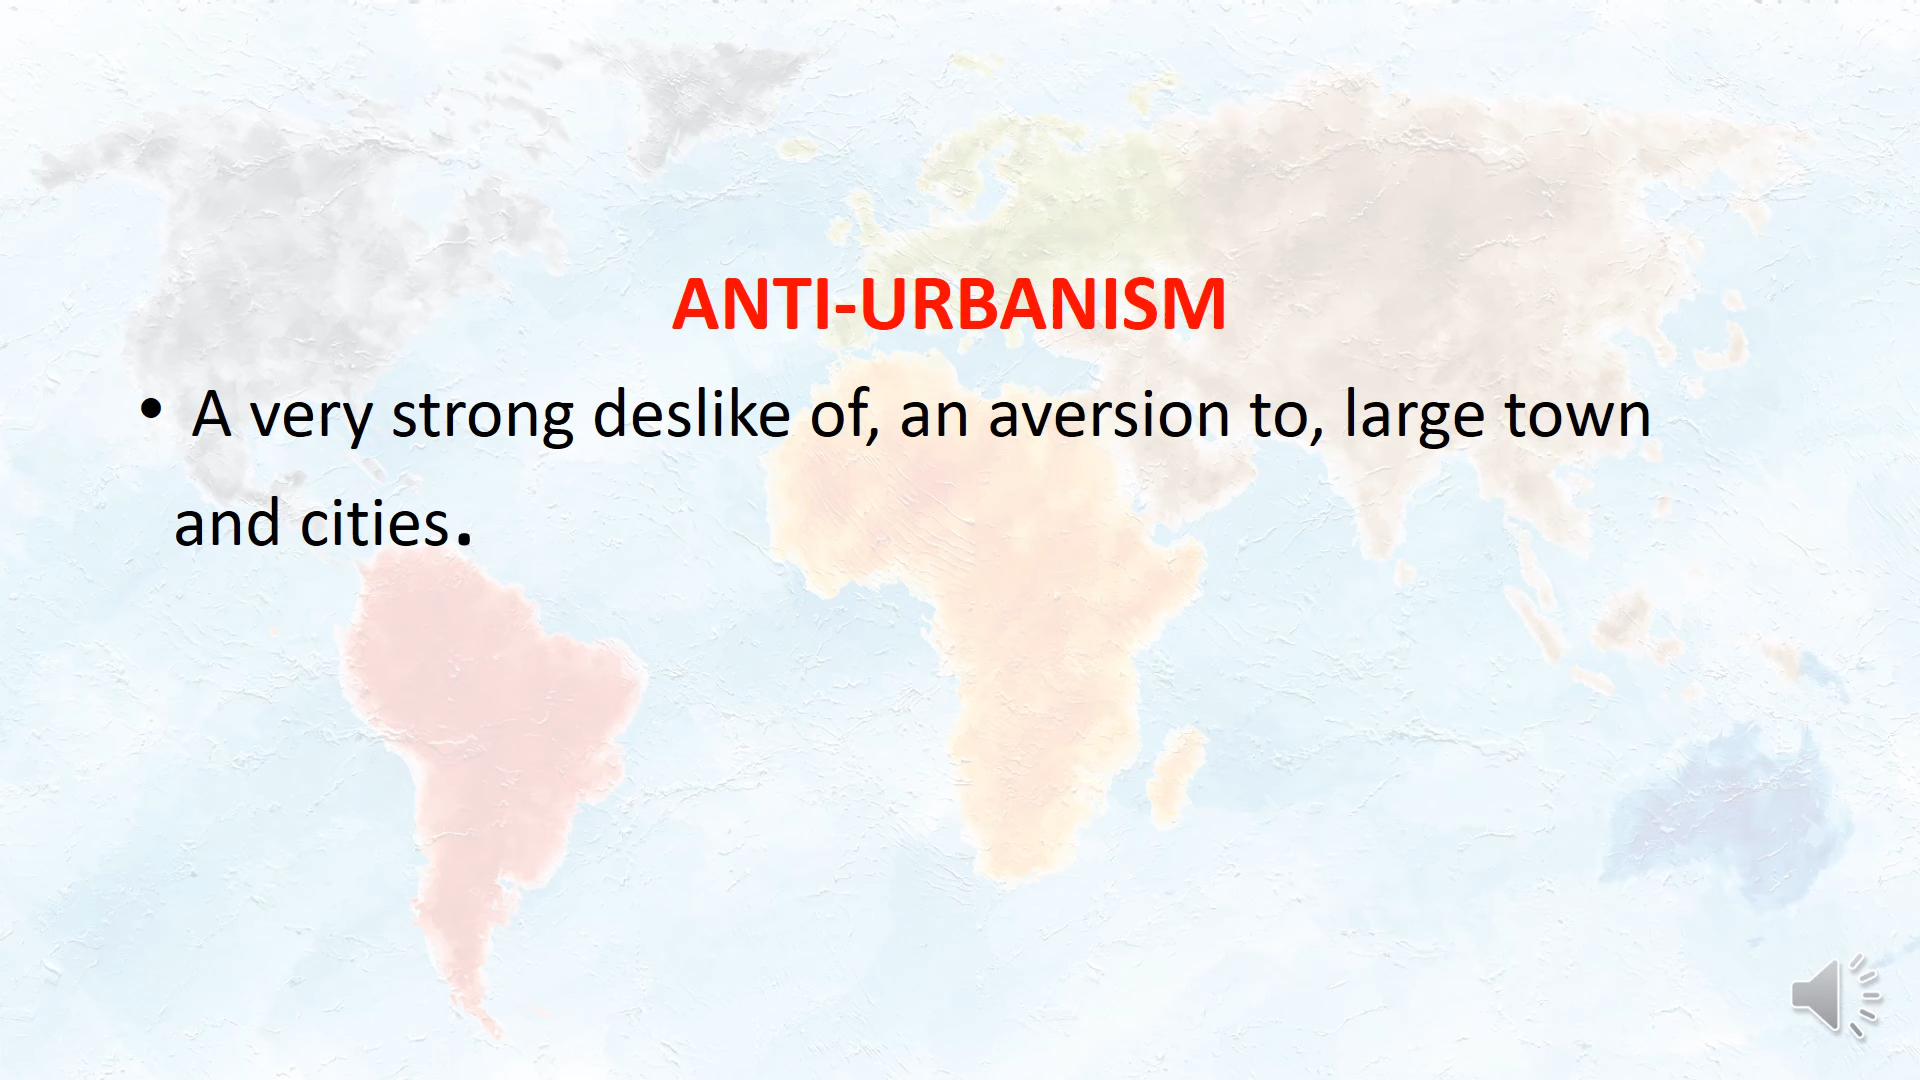 ANTI-URBANISM
• A very strong deslike of, an aversion to, large town
and cities.